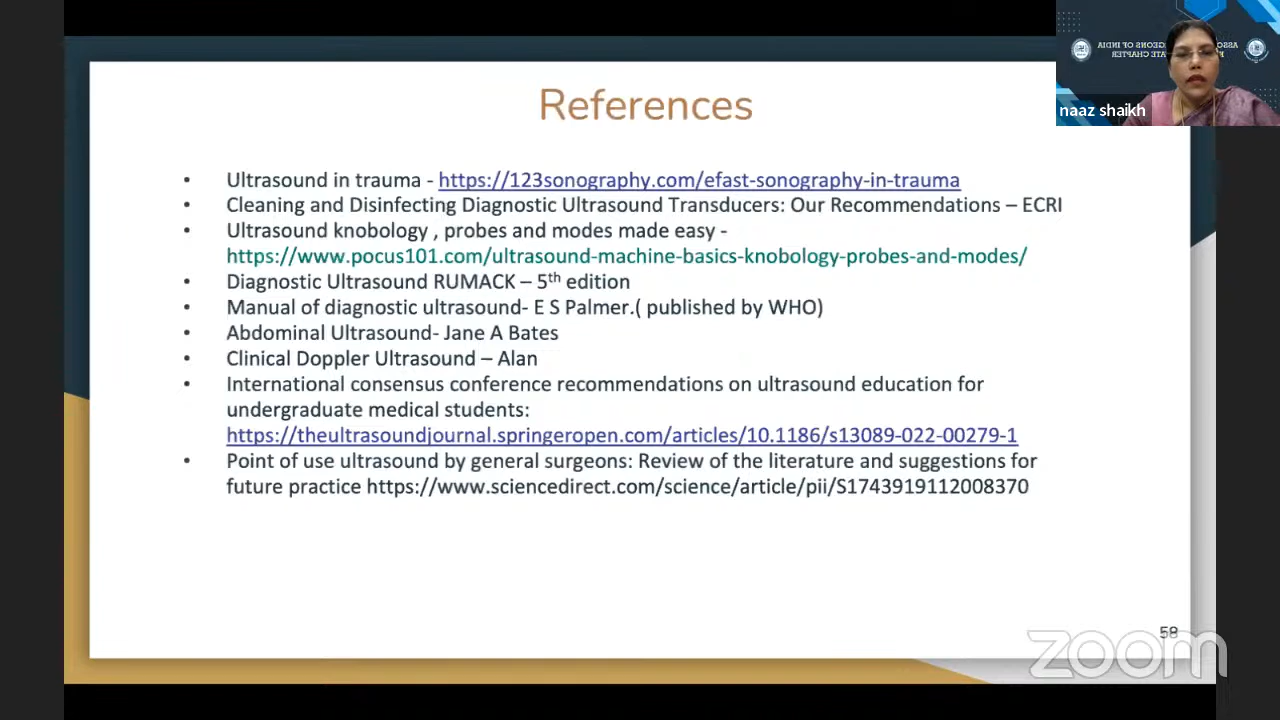 References
• Ultrasound in trauma - https://123sonography.com/efast-sonography-in-trauma
• Cleaning and Disinfecting Diagnostic Ultrasound Transducers: Our Recommendations – ECRI
• Ultrasound knobology , probes and modes made easy -
https://www.pocus101.com/ultrasound-machine-basics-knobology-probes-and-modes/
• Diagnostic Ultrasound RUMACK – 5th edition
• Manual of diagnostic ultrasound- E S Palmer.( published by WHO)
• Abdominal Ultrasound- Jane A Bates
• Clinical Doppler Ultrasound – Alan
• International consensus conference recommendations on ultrasound education for
undergraduate medical students:
https://theultrasoundjournal.springeropen.com/articles/10.1186/s13089-022-00279-1
• Point of use ultrasound by general surgeons: Review of the literature and suggestions for
future practice https://www.sciencedirect.com/science/article/pii/S1743919112008370
58
zoom
naaz shaikh